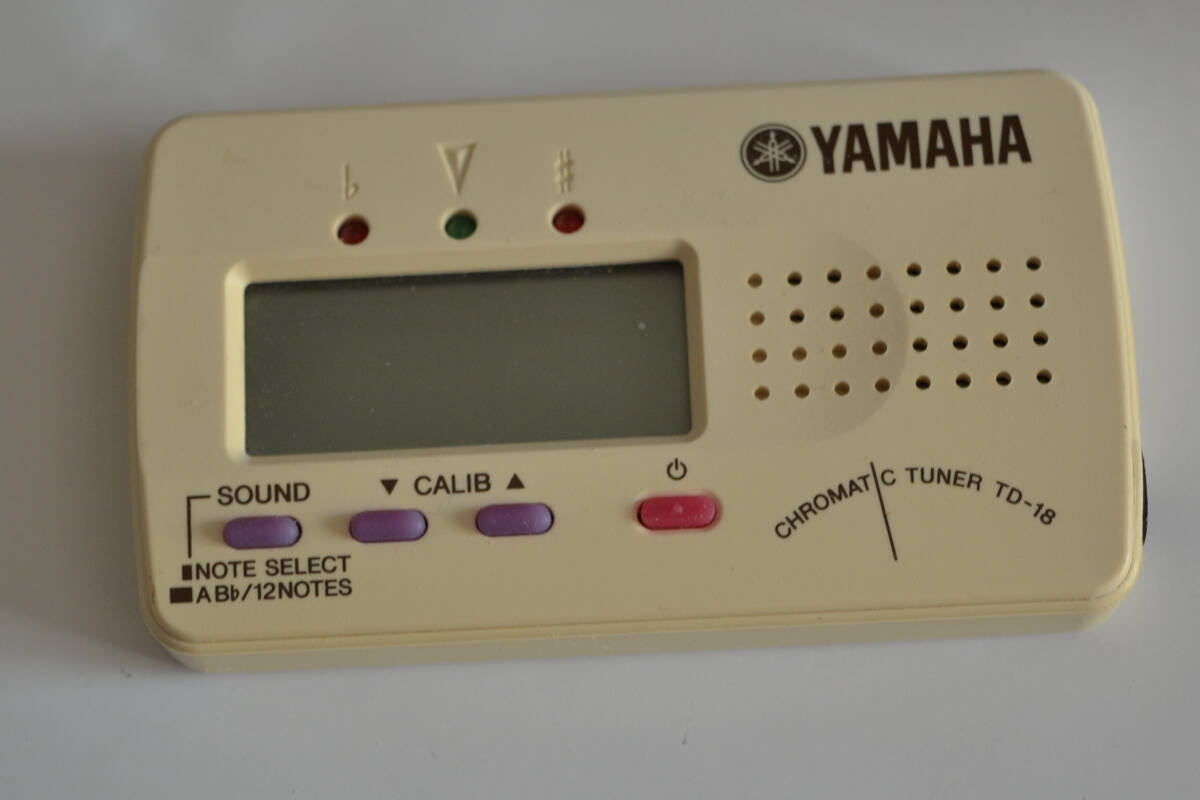 YAMAHA
♭ ♯
SOUND
▼ CALIB ▲
NOTE SELECT
A B♭/12NOTES
CHROMATIC TUNER TD-18